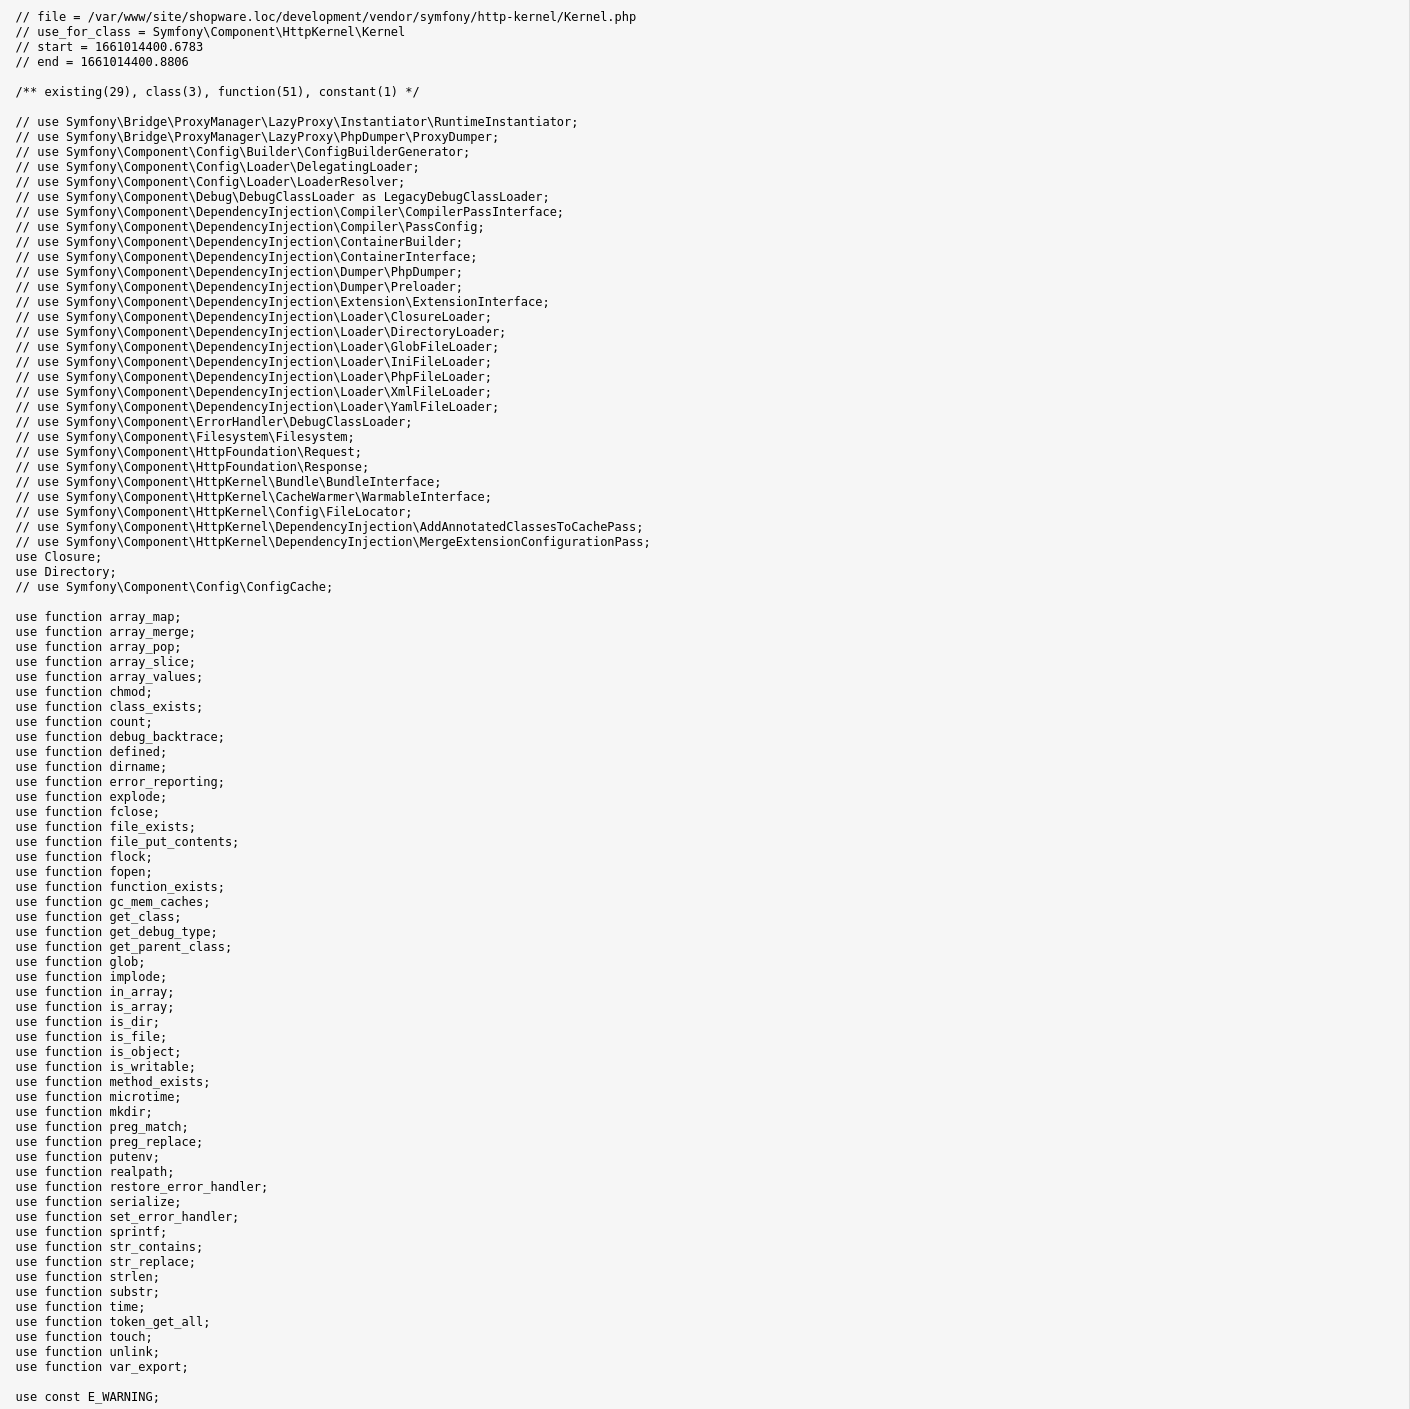 // file = /var/www/site/shopware.loc/development/vendor/symfony/http-kernel/Kernel.php
// use_for_class = Symfony\Component\HttpKernel\Kernel
// start = 1661014400.6783
// end = 1661014400.8806
/** existing(29), class(3), function(51), constant(1) */
// use Symfony\Bridge\ProxyManager\LazyProxy\Instantiator\RuntimeInstantiator;
// use Symfony\Bridge\ProxyManager\LazyProxy\PhpDumper\ProxyDumper;
// use Symfony\Component\Config\Builder\ConfigBuilderGenerator;
// use Symfony\Component\Config\Loader\DelegatingLoader;
// use Symfony\Component\Config\Loader\LoaderResolver;
// use Symfony\Component\Debug\DebugClassLoader as LegacyDebugClassLoader;
// use Symfony\Component\DependencyInjection\Compiler\CompilerPassInterface;
// use Symfony\Component\DependencyInjection\Compiler\PassConfig;
// use Symfony\Component\DependencyInjection\ContainerBuilder;
// use Symfony\Component\DependencyInjection\ContainerInterface;
// use Symfony\Component\DependencyInjection\Dumper\PhpDumper;
// use Symfony\Component\DependencyInjection\Dumper\Preloader;
// use Symfony\Component\DependencyInjection\Extension\ExtensionInterface;
// use Symfony\Component\DependencyInjection\Loader\ClosureLoader;
// use Symfony\Component\DependencyInjection\Loader\DirectoryLoader;
// use Symfony\Component\DependencyInjection\Loader\GlobFileLoader;
// use Symfony\Component\DependencyInjection\Loader\IniFileLoader;
// use Symfony\Component\DependencyInjection\Loader\PhpFileLoader;
// use Symfony\Component\DependencyInjection\Loader\XmlFileLoader;
// use Symfony\Component\DependencyInjection\Loader\YamlFileLoader;
// use Symfony\Component\ErrorHandler\DebugClassLoader;
// use Symfony\Component\Filesystem\Filesystem;
// use Symfony\Component\HttpFoundation\Request;
// use Symfony\Component\HttpFoundation\Response;
// use Symfony\Component\HttpKernel\Bundle\BundleInterface;
// use Symfony\Component\HttpKernel\CacheWarmer\WarmableInterface;
// use Symfony\Component\HttpKernel\Config\FileLocator;
// use Symfony\Component\HttpKernel\DependencyInjection\AddAnnotatedClassesToCachePass;
// use Symfony\Component\HttpKernel\DependencyInjection\MergeExtensionConfigurationPass;
use Closure;
use Directory;
// use Symfony\Component\Config\ConfigCache;
use function array_map;
use function array_merge;
use function array_pop;
use function array_slice;
use function array_values;
use function chmod;
use function class_exists;
use function count;
use function debug_backtrace;
use function defined;
use function dirname;
use function error_reporting;
use function explode;
use function fclose;
use function file_exists;
use function file_put_contents;
use function flock;
use function fopen;
use function function_exists;
use function gc_mem_caches;
use function get_class;
use function get_debug_type;
use function get_parent_class;
use function glob;
use function implode;
use function in_array;
use function is_array;
use function is_dir;
use function is_file;
use function is_object;
use function is_writable;
use function method_exists;
use function microtime;
use function mkdir;
use function preg_match;
use function preg_replace;
use function putenv;
use function realpath;
use function restore_error_handler;
use function serialize;
use function set_error_handler;
use function sprintf;
use function str_contains;
use function str_replace;
use function strlen;
use function substr;
use function time;
use function token_get_all;
use function touch;
use function unlink;
use function var_export;
use const E_WARNING;